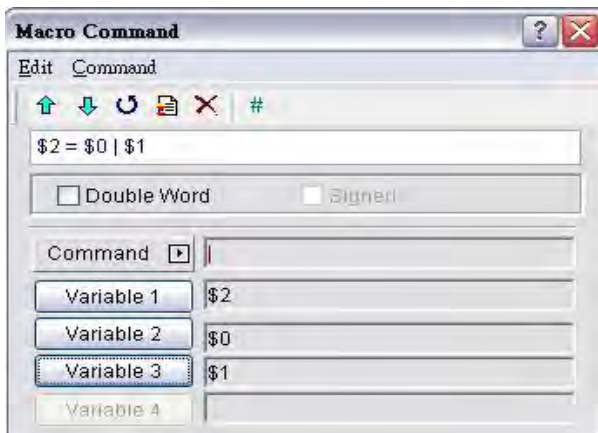 Macro Command
Edit Command
#
$2 = $0 | $1
Double Word Signed
Command |
Variable 1 $2
Variable 2 $0
Variable 3 $1
Variable 4